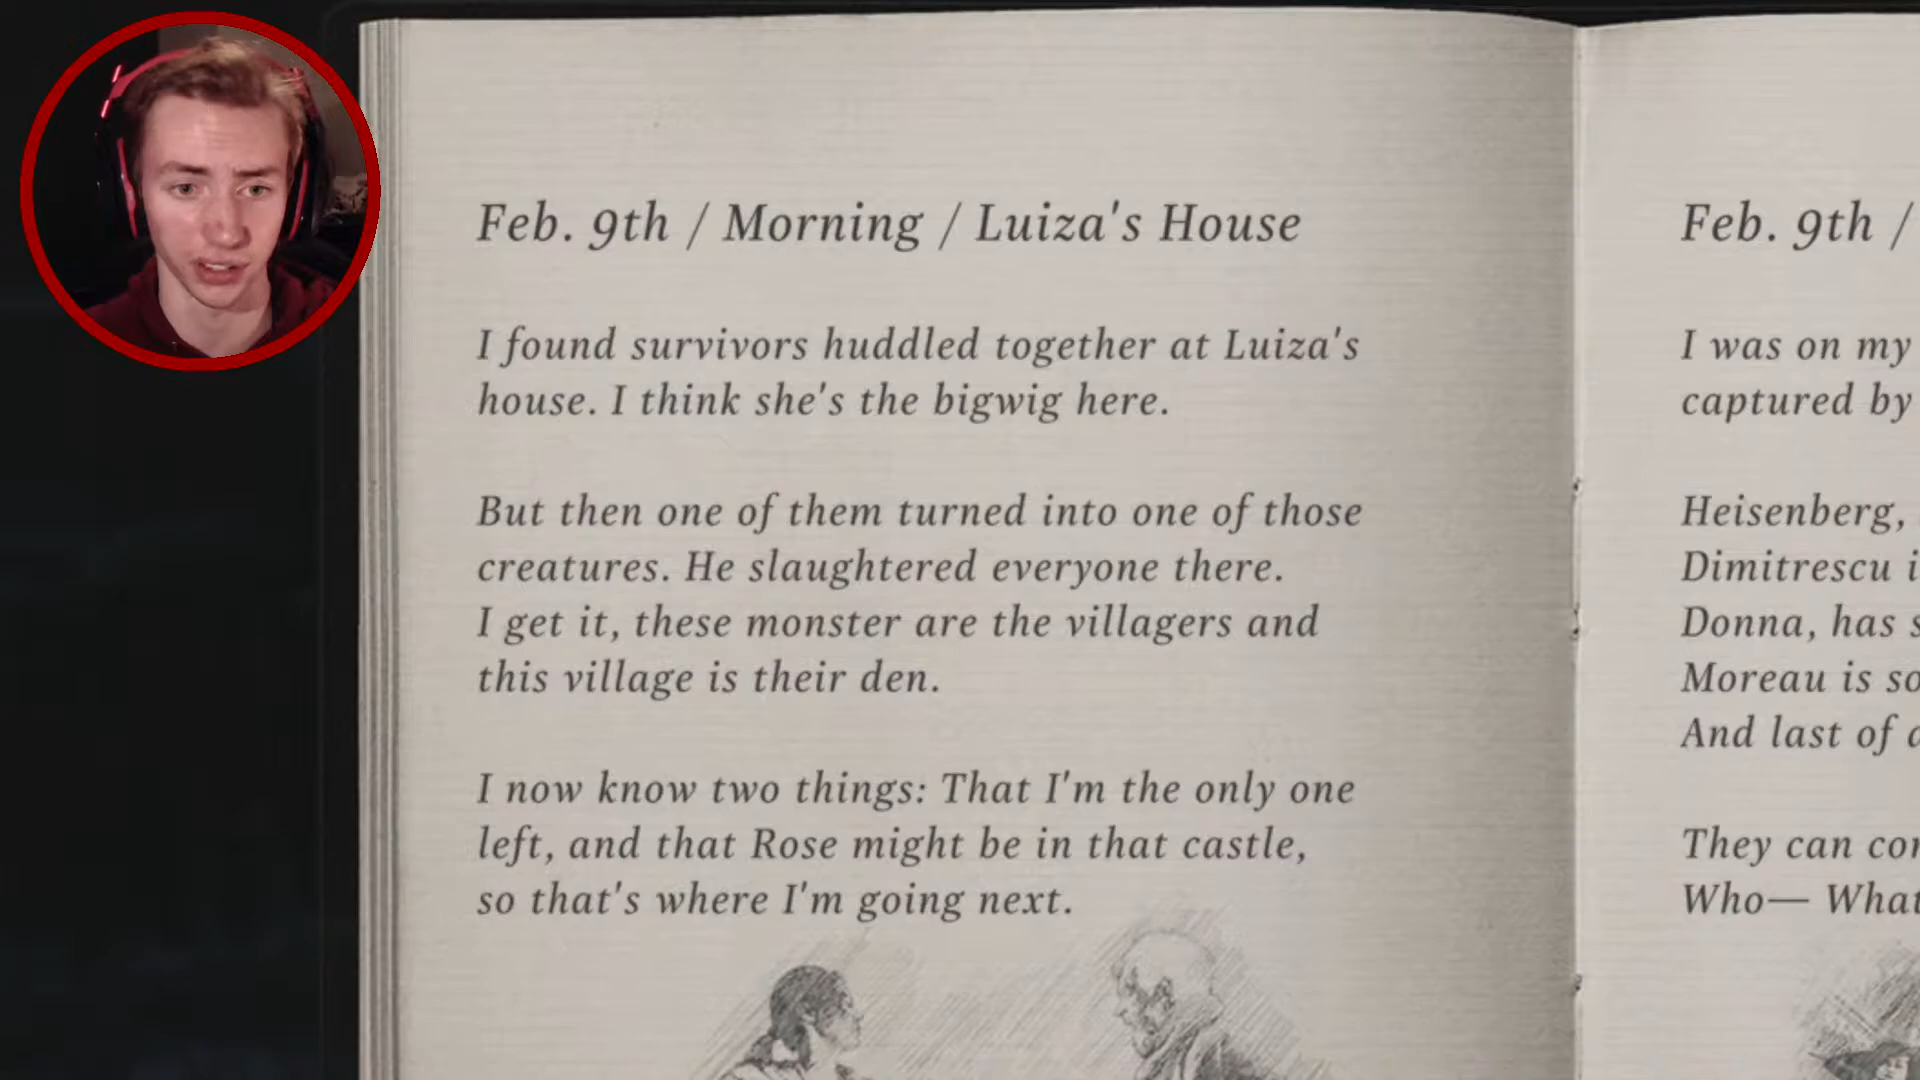 Feb. 9th / Morning / Luiza's House
I found survivors huddled together at Luiza's
house. I think she's the bigwig here.
But then one of them turned into one of those
creatures. He slaughtered everyone there.
I get it, these monster are the villagers and
this village is their den.
I now know two things: That I'm the only one
left, and that Rose might be in that castle,
so that's where I'm going next.
Feb. 9th /
I was on my
captured by
Heisenberg,
Dimitrescu
Donna, has
Moreau is
And last of
They can
Who— What